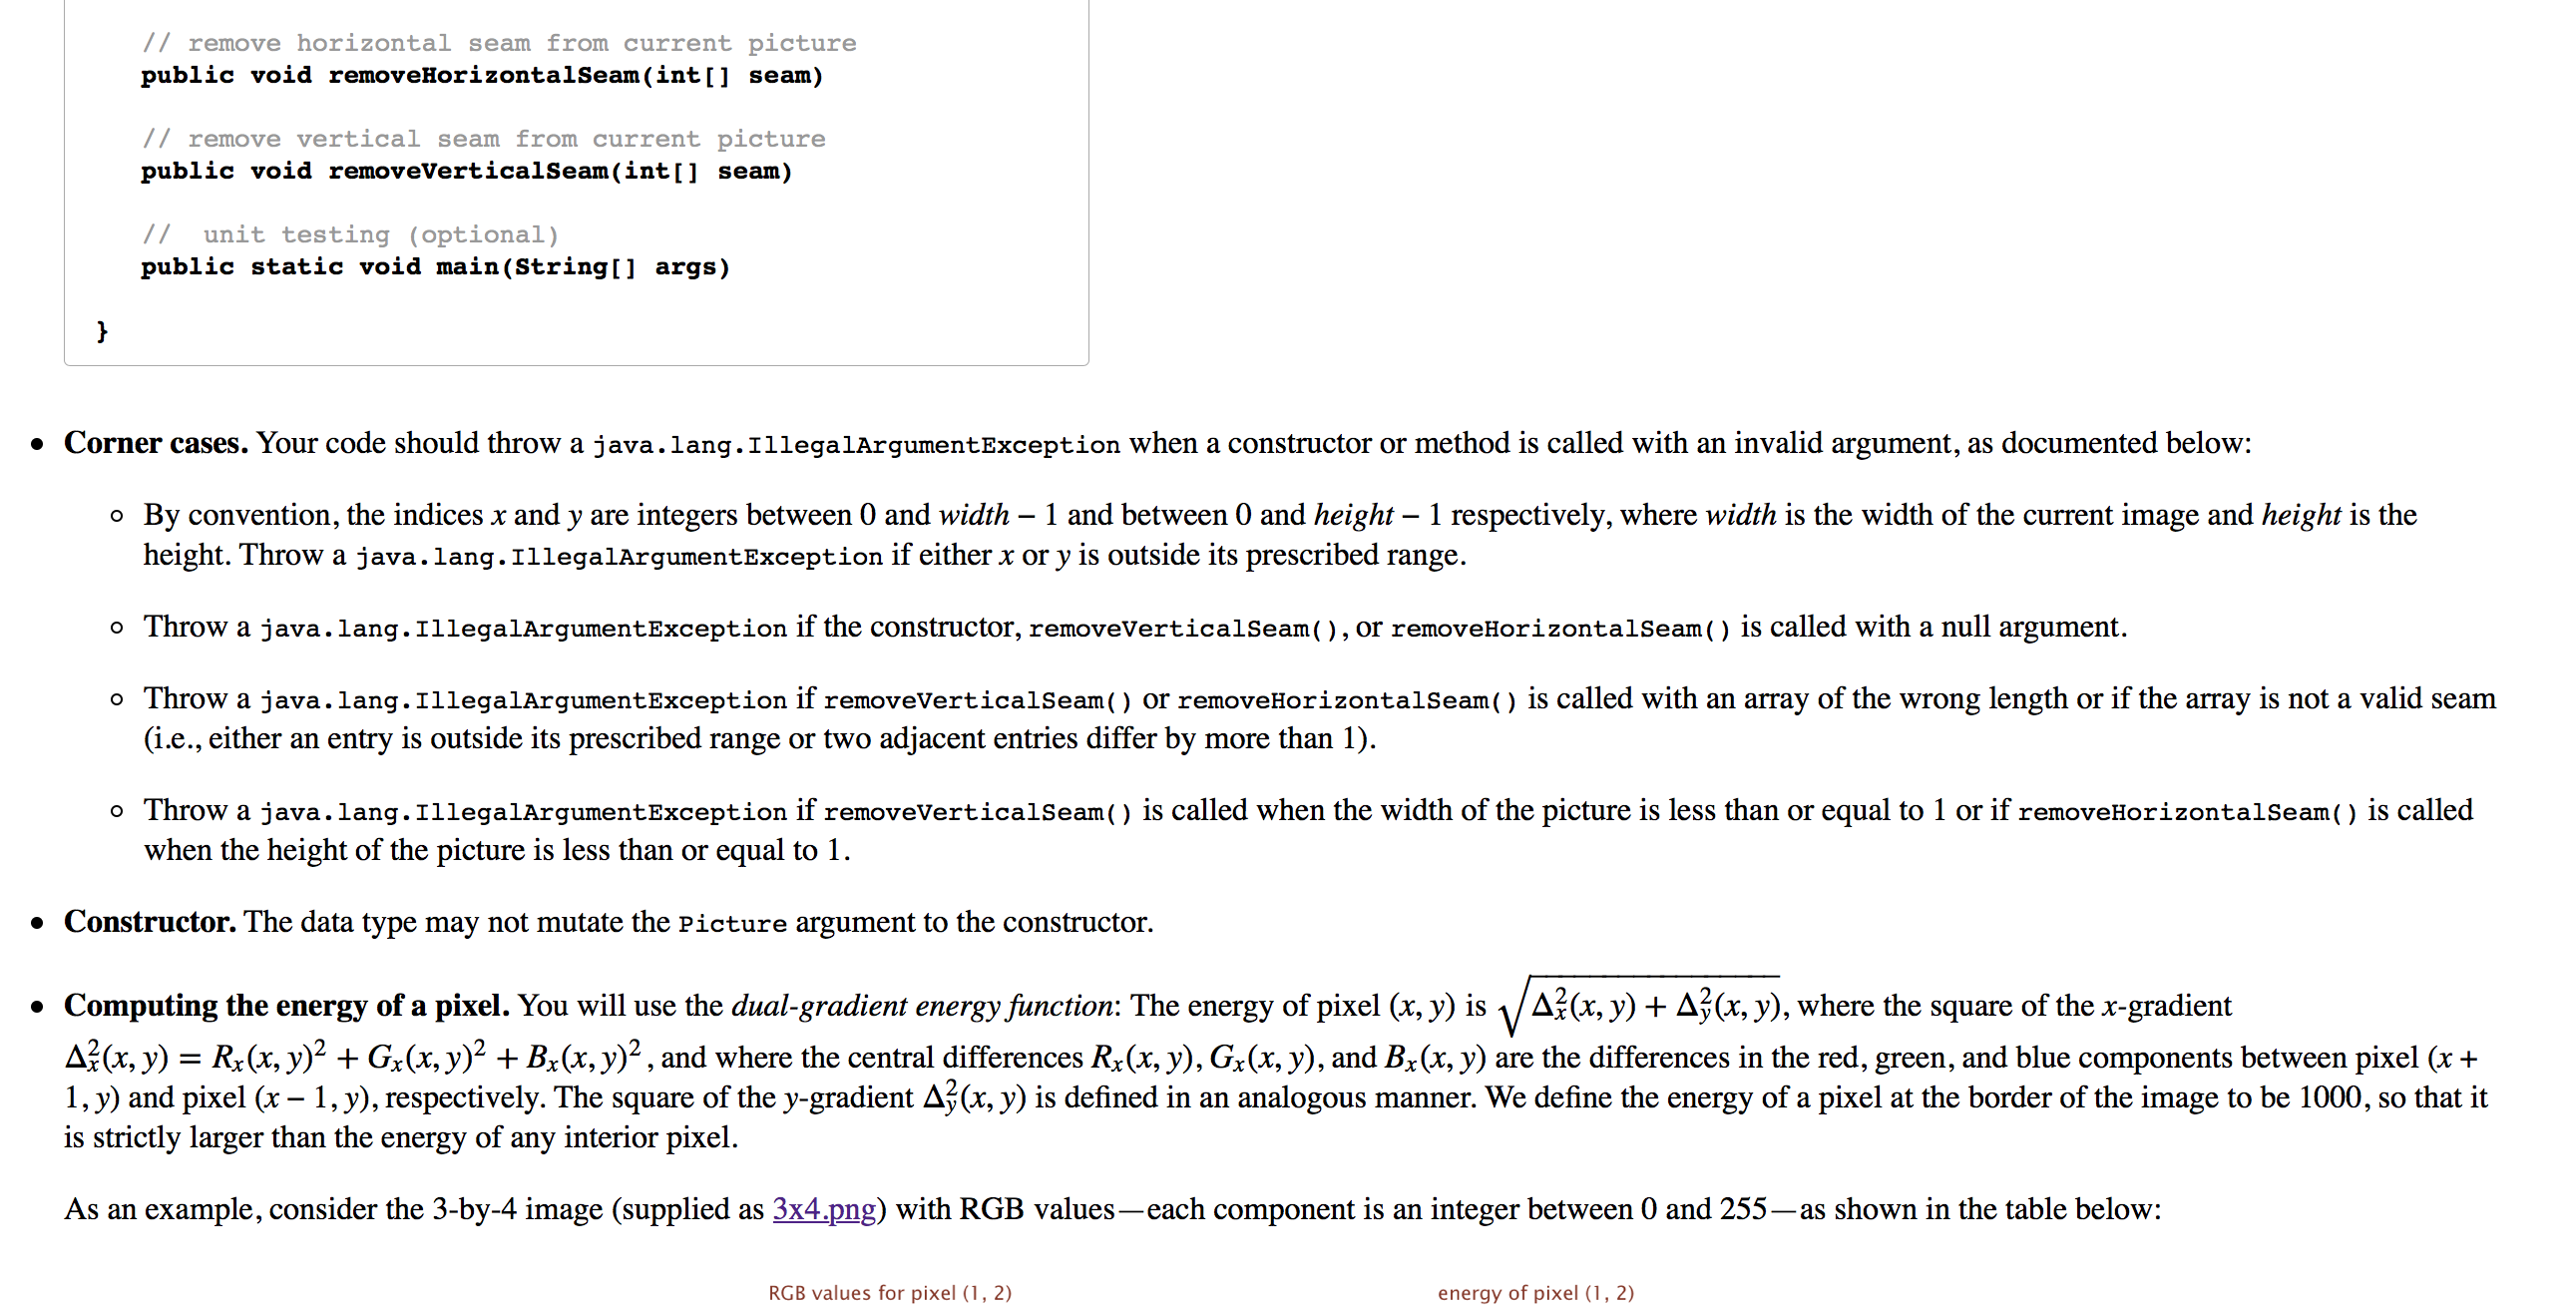 // remove horizontal seam from current picture
public void removeHorizontalSeam(int[] seam)
// remove vertical seam from current picture
public void removeVerticalSeam(int[] seam)
//  unit testing (optional)
public static void main(String[] args)
}
• Corner cases. Your code should throw a java.lang.IllegalArgumentException when a constructor or method is called with an invalid argument, as documented below:
◦ By convention, the indices x and y are integers between 0 and width − 1 and between 0 and height − 1 respectively, where width is the width of the current image and height is the
height. Throw a java.lang.IllegalArgumentException if either x or y is outside its prescribed range.
◦ Throw a java.lang.IllegalArgumentException if the constructor, removeVerticalSeam(), or removeHorizontalSeam() is called with a null argument.
◦ Throw a java.lang.IllegalArgumentException if removeVerticalSeam() or removeHorizontalSeam() is called with an array of the wrong length or if the array is not a valid seam
(i.e., either an entry is outside its prescribed range or two adjacent entries differ by more than 1).
◦ Throw a java.lang.IllegalArgumentException if removeVerticalSeam() is called when the width of the picture is less than or equal to 1 or if removeHorizontalSeam() is called
when the height of the picture is less than or equal to 1.
• Constructor. The data type may not mutate the Picture argument to the constructor.
• Computing the energy of a pixel. You will use the dual-gradient energy function: The energy of pixel (x, y) is √(Δₓ²(x, y) + Δᵧ²(x, y)), where the square of the x-gradient
Δₓ²(x, y) = Rₓ(x, y)² + Gₓ(x, y)² + Bₓ(x, y)², and where the central differences Rₓ(x, y), Gₓ(x, y), and Bₓ(x, y) are the differences in the red, green, and blue components between pixel (x +
1, y) and pixel (x − 1, y), respectively. The square of the y-gradient Δᵧ²(x, y) is defined in an analogous manner. We define the energy of a pixel at the border of the image to be 1000, so that it
is strictly larger than the energy of any interior pixel.
As an example, consider the 3-by-4 image (supplied as 3x4.png) with RGB values—each component is an integer between 0 and 255—as shown in the table below:
RGB values for pixel (1, 2) energy of pixel (1, 2)